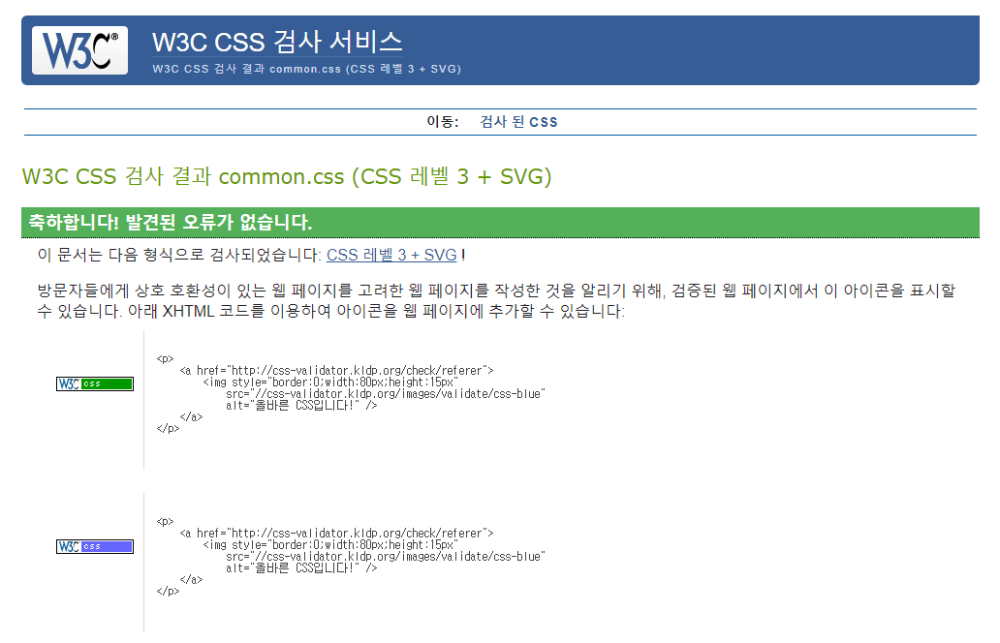 W3C®
W3C CSS 검사 서비스
W3C CSS 검사 결과 common.css (CSS 레벨 3 + SVG)
이동: 검사 된 CSS
W3C CSS 검사 결과 common.css (CSS 레벨 3 + SVG)
축하합니다! 발견된 오류가 없습니다.
이 문서는 다음 형식으로 검사되었습니다: CSS 레벨 3 + SVG !
방문자들에게 상호 호환성이 있는 웹 페이지를 고려한 웹 페이지를 작성한 것을 알리기 위해, 검증된 웹 페이지에서 이 아이콘을 표시할
수 있습니다. 아래 XHTML 코드를 이용하여 아이콘을 웹 페이지에 추가할 수 있습니다:
W3C css
<p>
<a href="http://css-validator.kldp.org/check/referer">
<img style="border:0;width:80px;height:15px"
src="//css-validator.kldp.org/images/validate/css-blue"
alt="올바른 CSS입니다!" />
</a>
</p>
W3C css
<p>
<a href="http://css-validator.kldp.org/check/referer">
<img style="border:0;width:80px;height:15px"
src="//css-validator.kldp.org/images/validate/css-blue"
alt="올바른 CSS입니다!" />
</a>
</p>